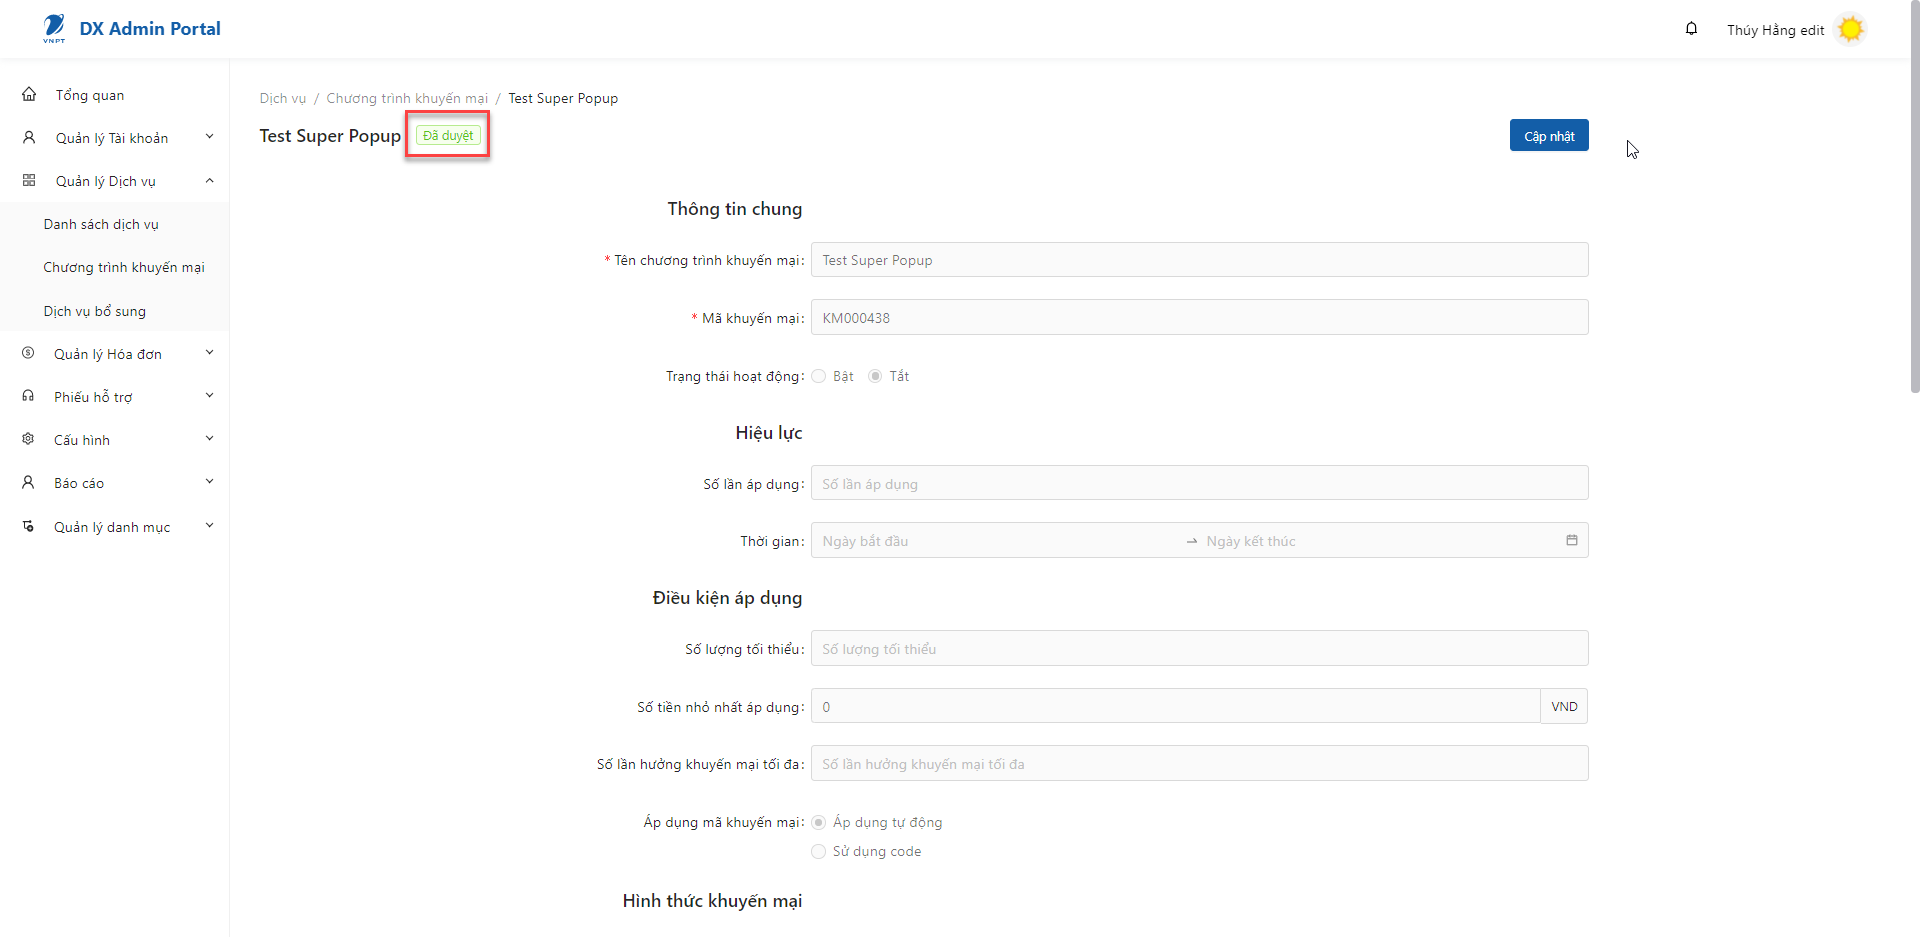 VNPT
DX Admin Portal
Thúy Hằng edit
Tổng quan
Quản lý Tài khoản
Quản lý Dịch vụ
Danh sách dịch vụ
Chương trình khuyến mại
Dịch vụ bổ sung
Quản lý Hóa đơn
Phiếu hỗ trợ
Cấu hình
Báo cáo
Quản lý danh mục
Dịch vụ / Chương trình khuyến mại / Test Super Popup
Test Super Popup Đã duyệt
Cập nhật
Thông tin chung
* Tên chương trình khuyến mại: Test Super Popup
* Mã khuyến mại: KM000438
Trạng thái hoạt động: Bật Tắt
Hiệu lực
Số lần áp dụng: Số lần áp dụng
Thời gian: Ngày bắt đầu → Ngày kết thúc
Điều kiện áp dụng
Số lượng tối thiểu: Số lượng tối thiểu
Số tiền nhỏ nhất áp dụng: 0 VND
Số lần hưởng khuyến mại tối đa: Số lần hưởng khuyến mại tối đa
Áp dụng mã khuyến mại: Áp dụng tự động
Sử dụng code
Hình thức khuyến mại